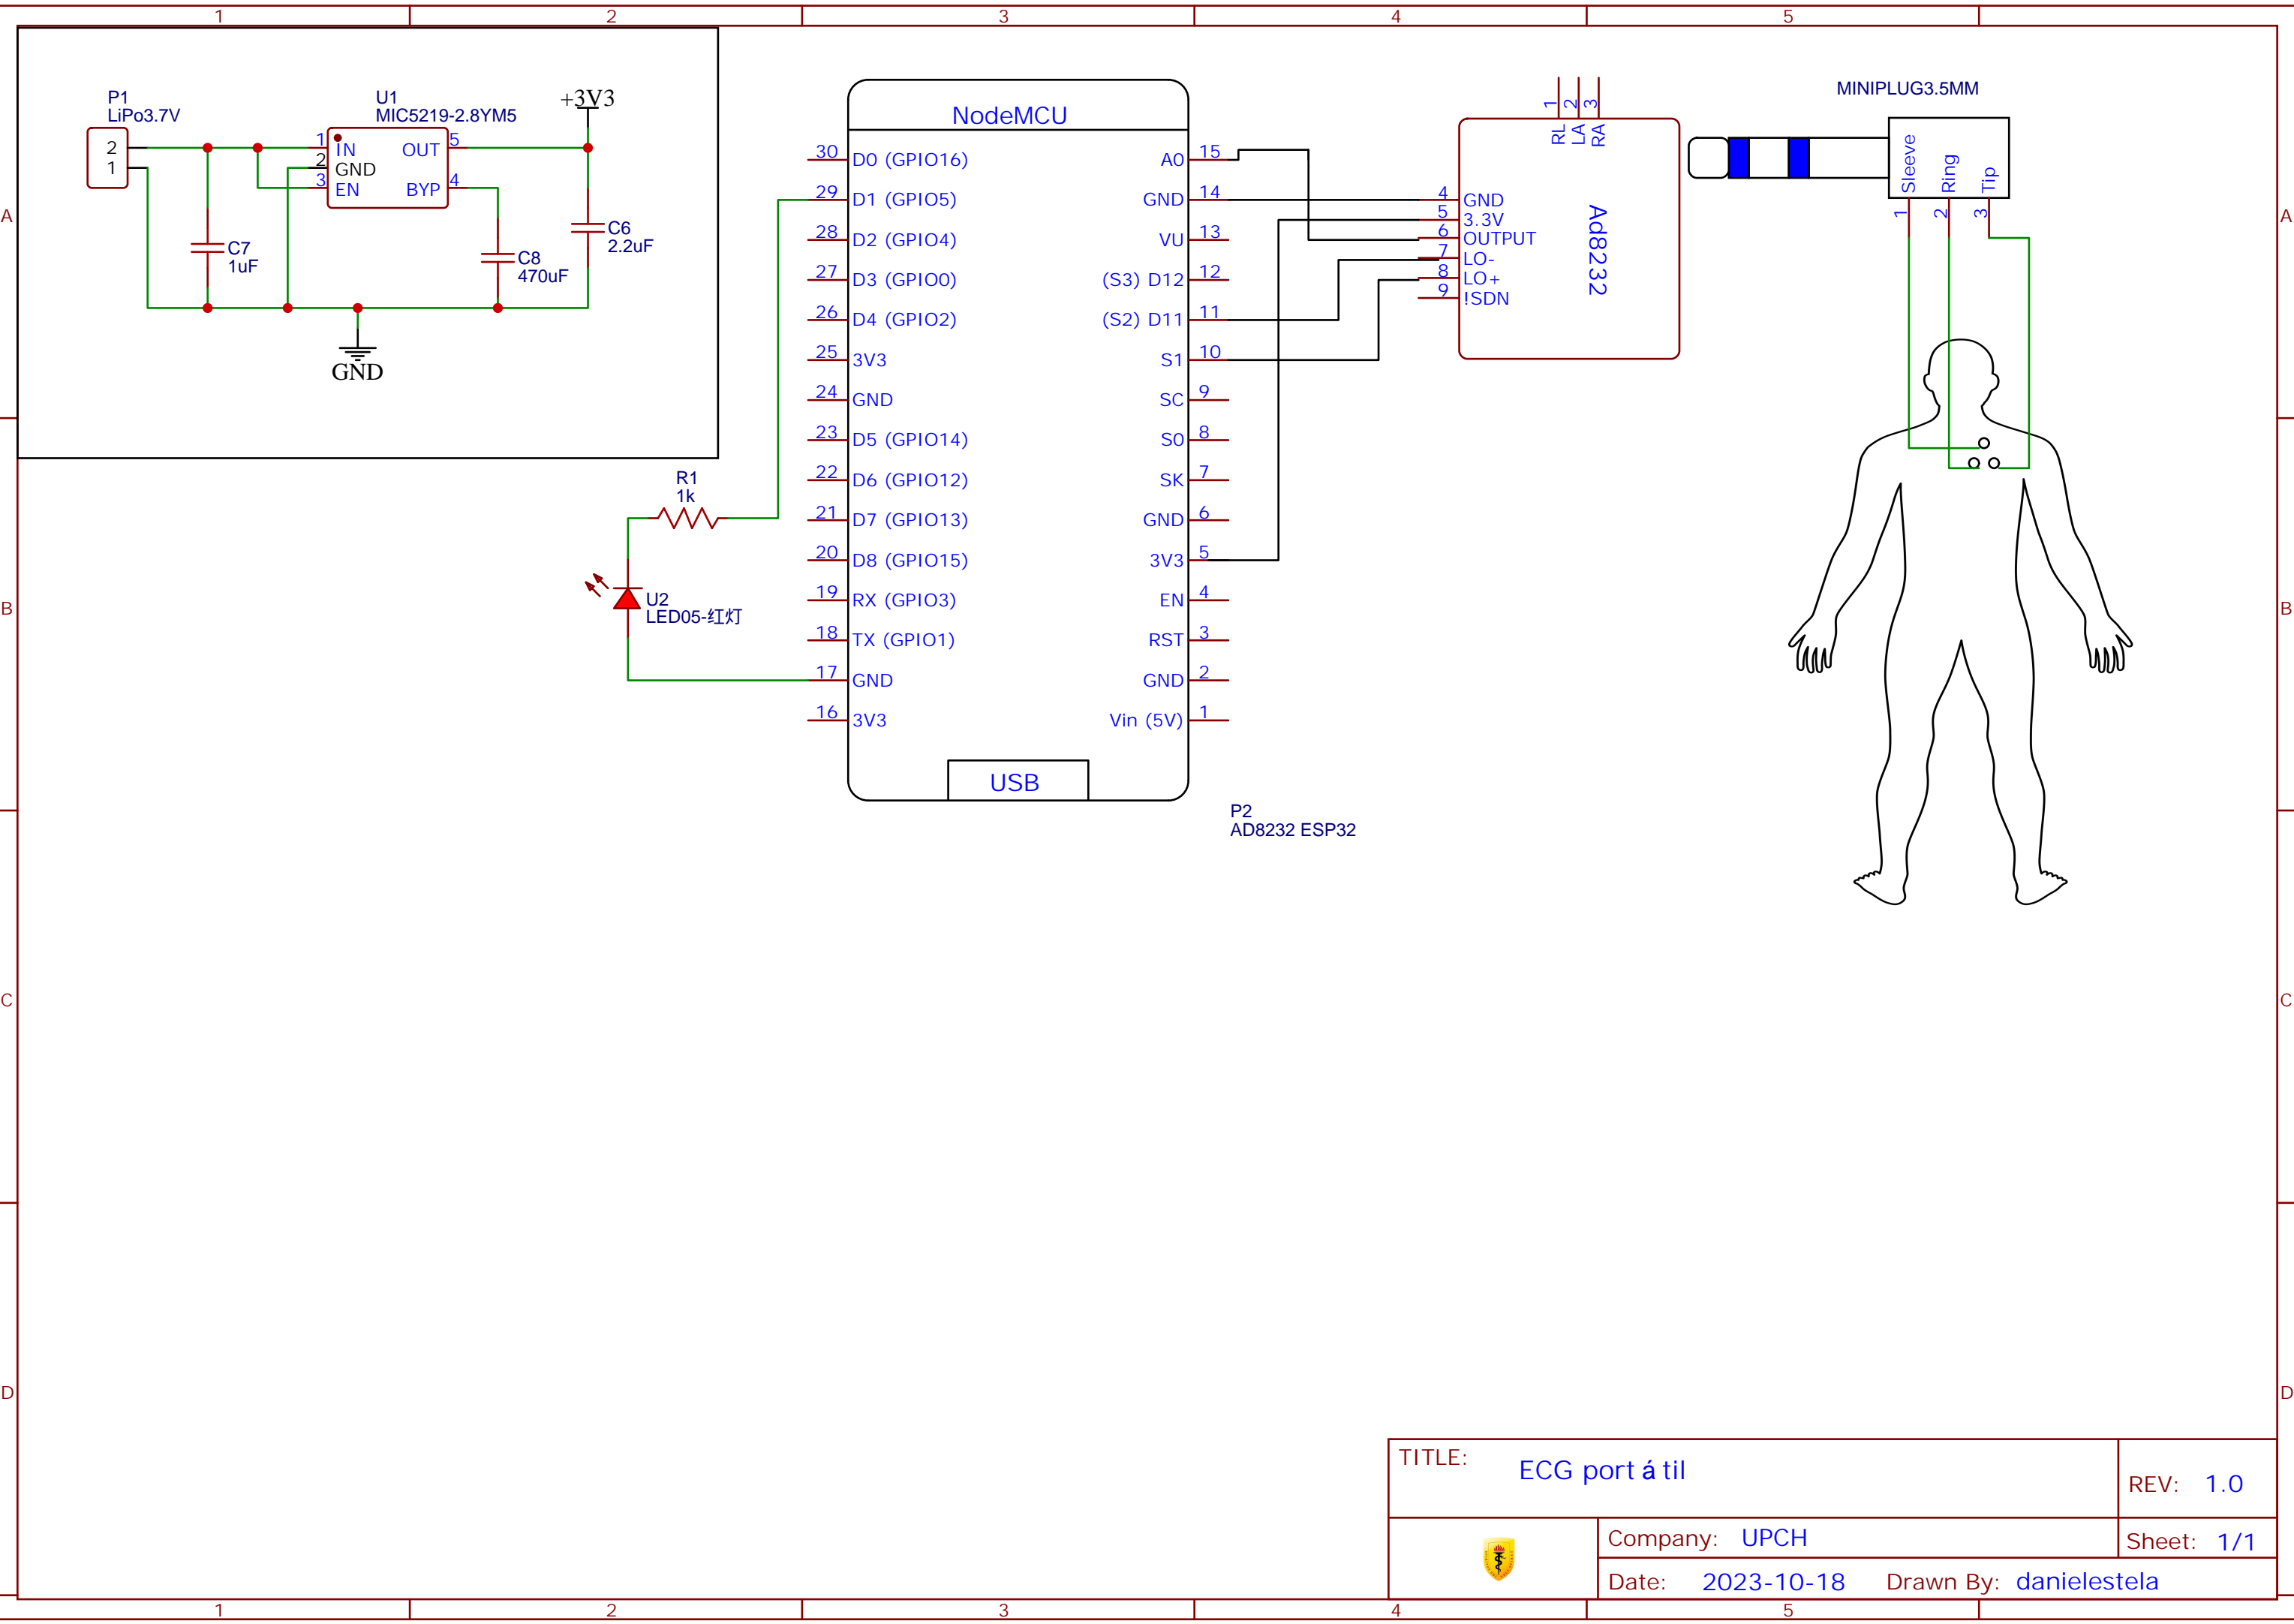 1
2
3
4
5
A
B
C
D
A
B
C
D
P1
LiPo3.7V
2
1
U1
MIC5219-2.8YM5
1
IN
2
GND
3
EN
OUT
5
BYP
4
+3V3
C7
1uF
C8
470uF
C6
2.2uF
GND
R1
1k
U2
LED05-红灯
NodeMCU
30 D0 (GPIO16)
29 D1 (GPIO5)
28 D2 (GPIO4)
27 D3 (GPIO0)
26 D4 (GPIO2)
25 3V3
24 GND
23 D5 (GPIO14)
22 D6 (GPIO12)
21 D7 (GPIO13)
20 D8 (GPIO15)
19 RX (GPIO3)
18 TX (GPIO1)
17 GND
16 3V3
A0 15
GND 14
VU 13
(S3) D12 12
(S2) D11 11
S1 10
SC 9
S0 8
SK 7
GND 6
3V3 5
EN 4
RST 3
GND 2
Vin (5V) 1
USB
P2
AD8232 ESP32
1 RL
2 LA
3 RA
4 GND
5 3.3V
6 OUTPUT
7 LO-
8 LO+
9 !SDN
Ad8232
MINIPLUG3.5MM
Sleeve
Ring
Tip
1
2
3
TITLE:
ECG portátil
REV: 1.0
Company: UPCH
Sheet: 1/1
Date: 2023-10-18
Drawn By: danielestela
1
2
3
4
5